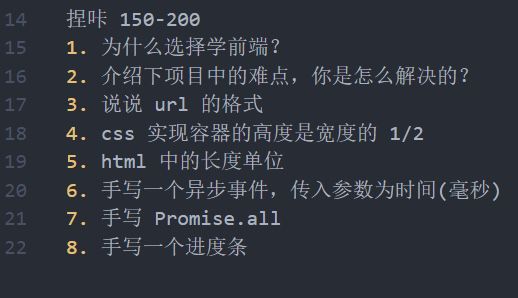 14 捏咔 150-200
15 1. 为什么选择学前端？
16 2. 介绍下项目中的难点，你是怎么解决的？
17 3. 说说 url 的格式
18 4. css 实现容器的高度是宽度的 1/2
19 5. html 中的长度单位
20 6. 手写一个异步事件，传入参数为时间(毫秒)
21 7. 手写 Promise.all
22 8. 手写一个进度条